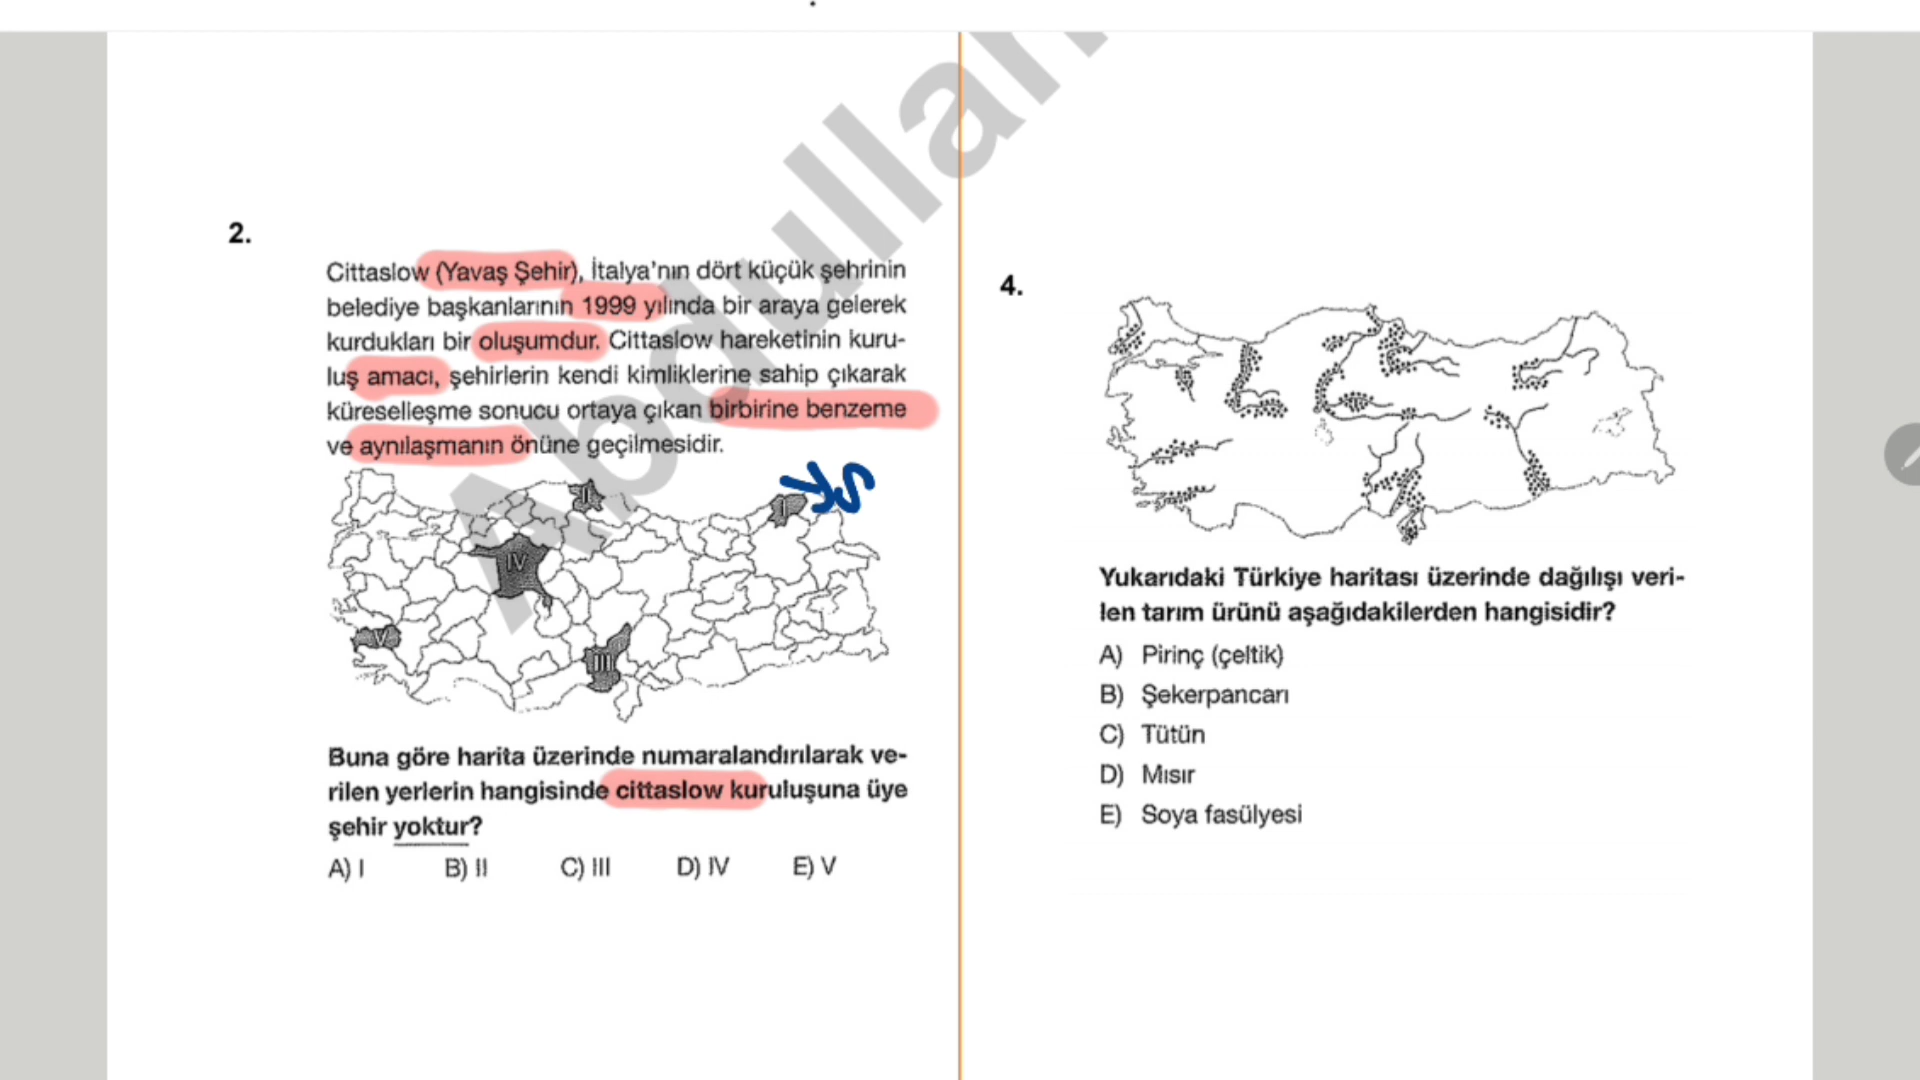 Abdullah
2.
Cittaslow (Yavaş Şehir), İtalya'nın dört küçük şehrinin
belediye başkanlarının 1999 yılında bir araya gelerek
kurdukları bir oluşumdur. Cittaslow hareketinin kuru-
luş amacı, şehirlerin kendi kimliklerine sahip çıkarak
küreselleşme sonucu ortaya çıkan birbirine benzeme
ve aynılaşmanın önüne geçilmesidir.
II
I
IV
V
III
Buna göre harita üzerinde numaralandırılarak ve-
rilen yerlerin hangisinde cittaslow kuruluşuna üye
şehir yoktur?
A) I B) II C) III D) IV E) V
4.
Yukarıdaki Türkiye haritası üzerinde dağılışı veri-
len tarım ürünü aşağıdakilerden hangisidir?
A) Pirinç (çeltik)
B) Şekerpancarı
C) Tütün
D) Mısır
E) Soya fasülyesi